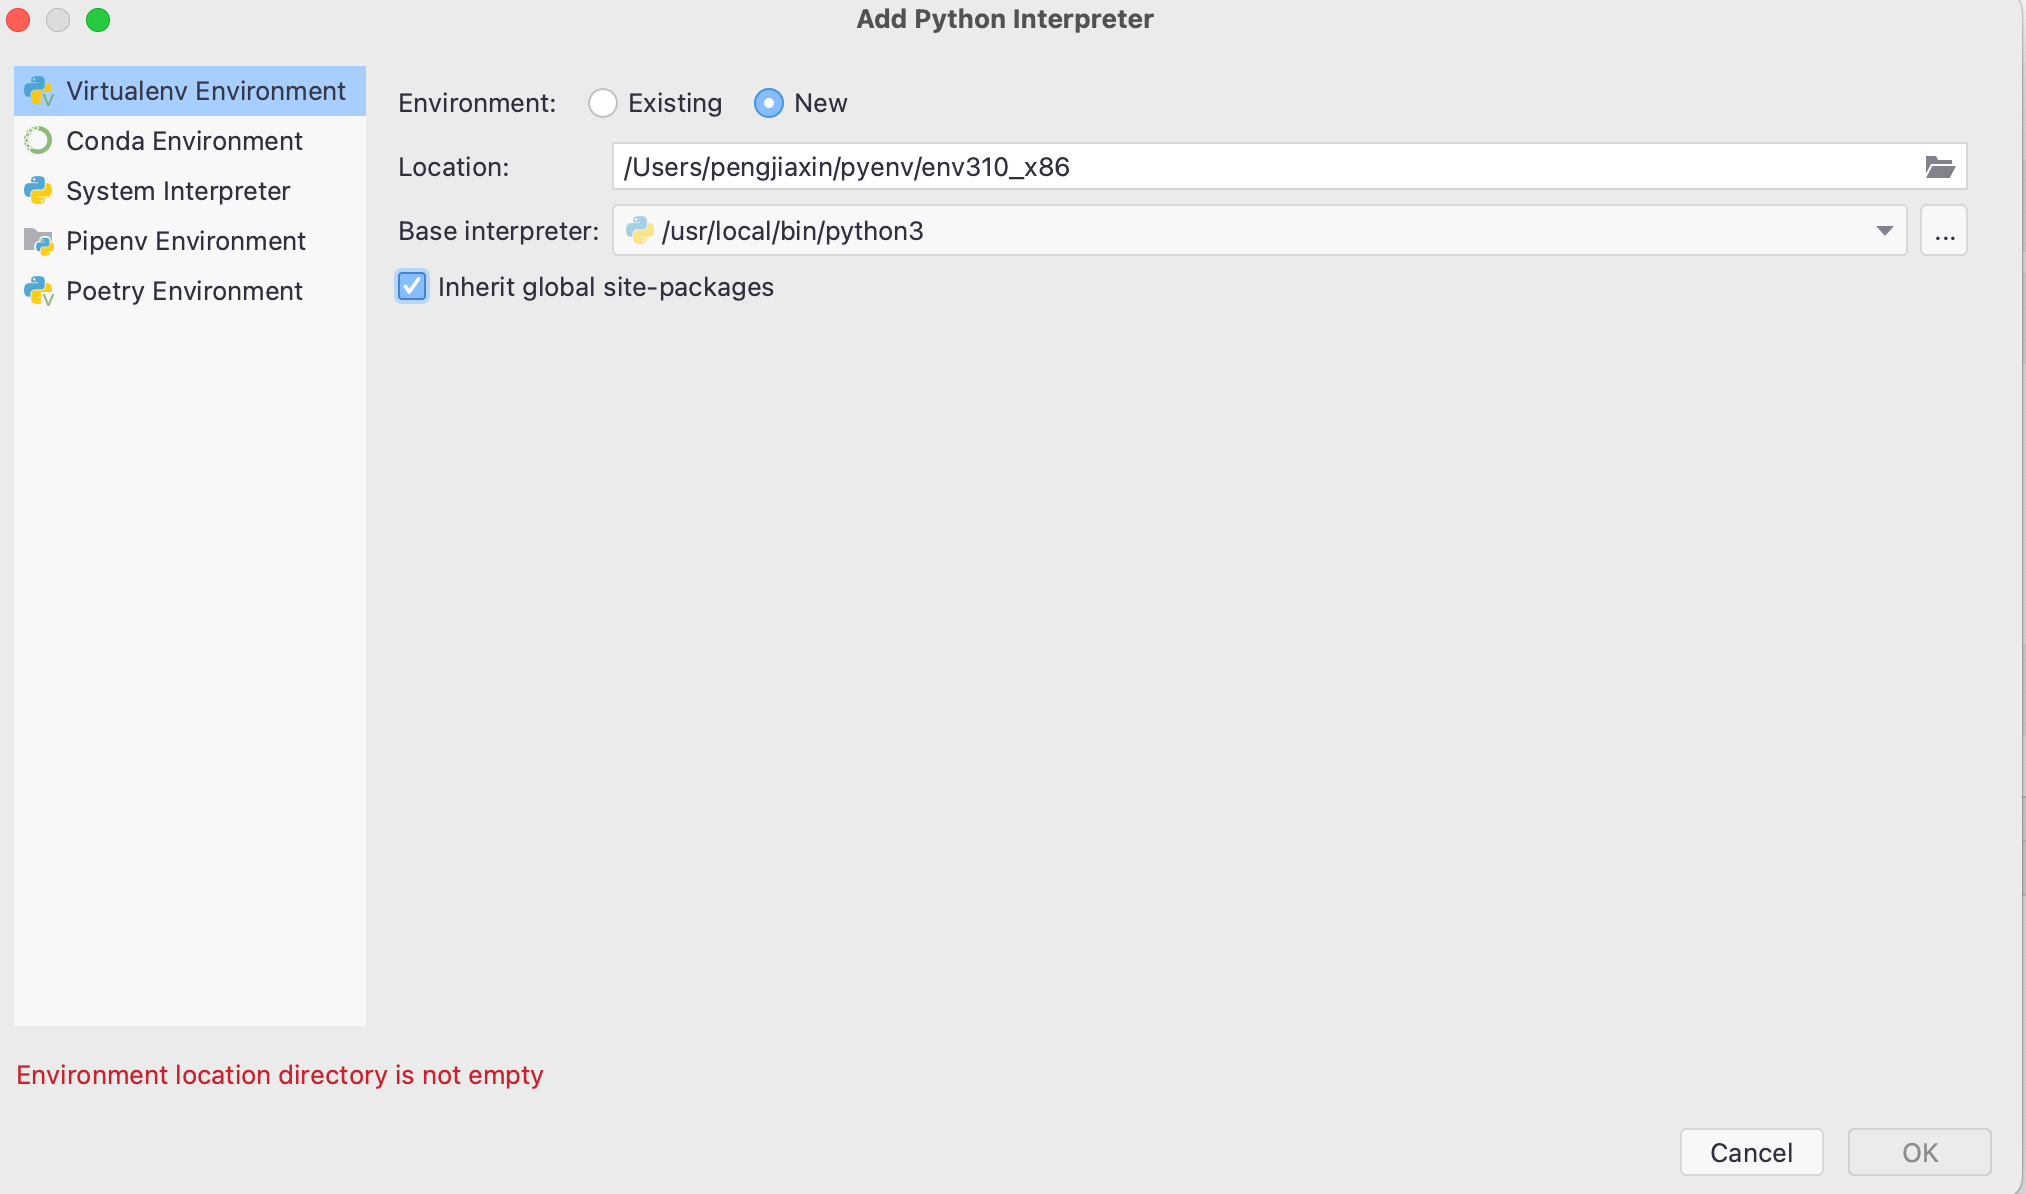 Add Python Interpreter
Virtualenv Environment
Conda Environment
System Interpreter
Pipenv Environment
Poetry Environment
Environment: Existing New
Location: /Users/pengjiaxin/pyenv/env310_x86
Base interpreter: /usr/local/bin/python3 ...
Inherit global site-packages
Environment location directory is not empty
Cancel OK